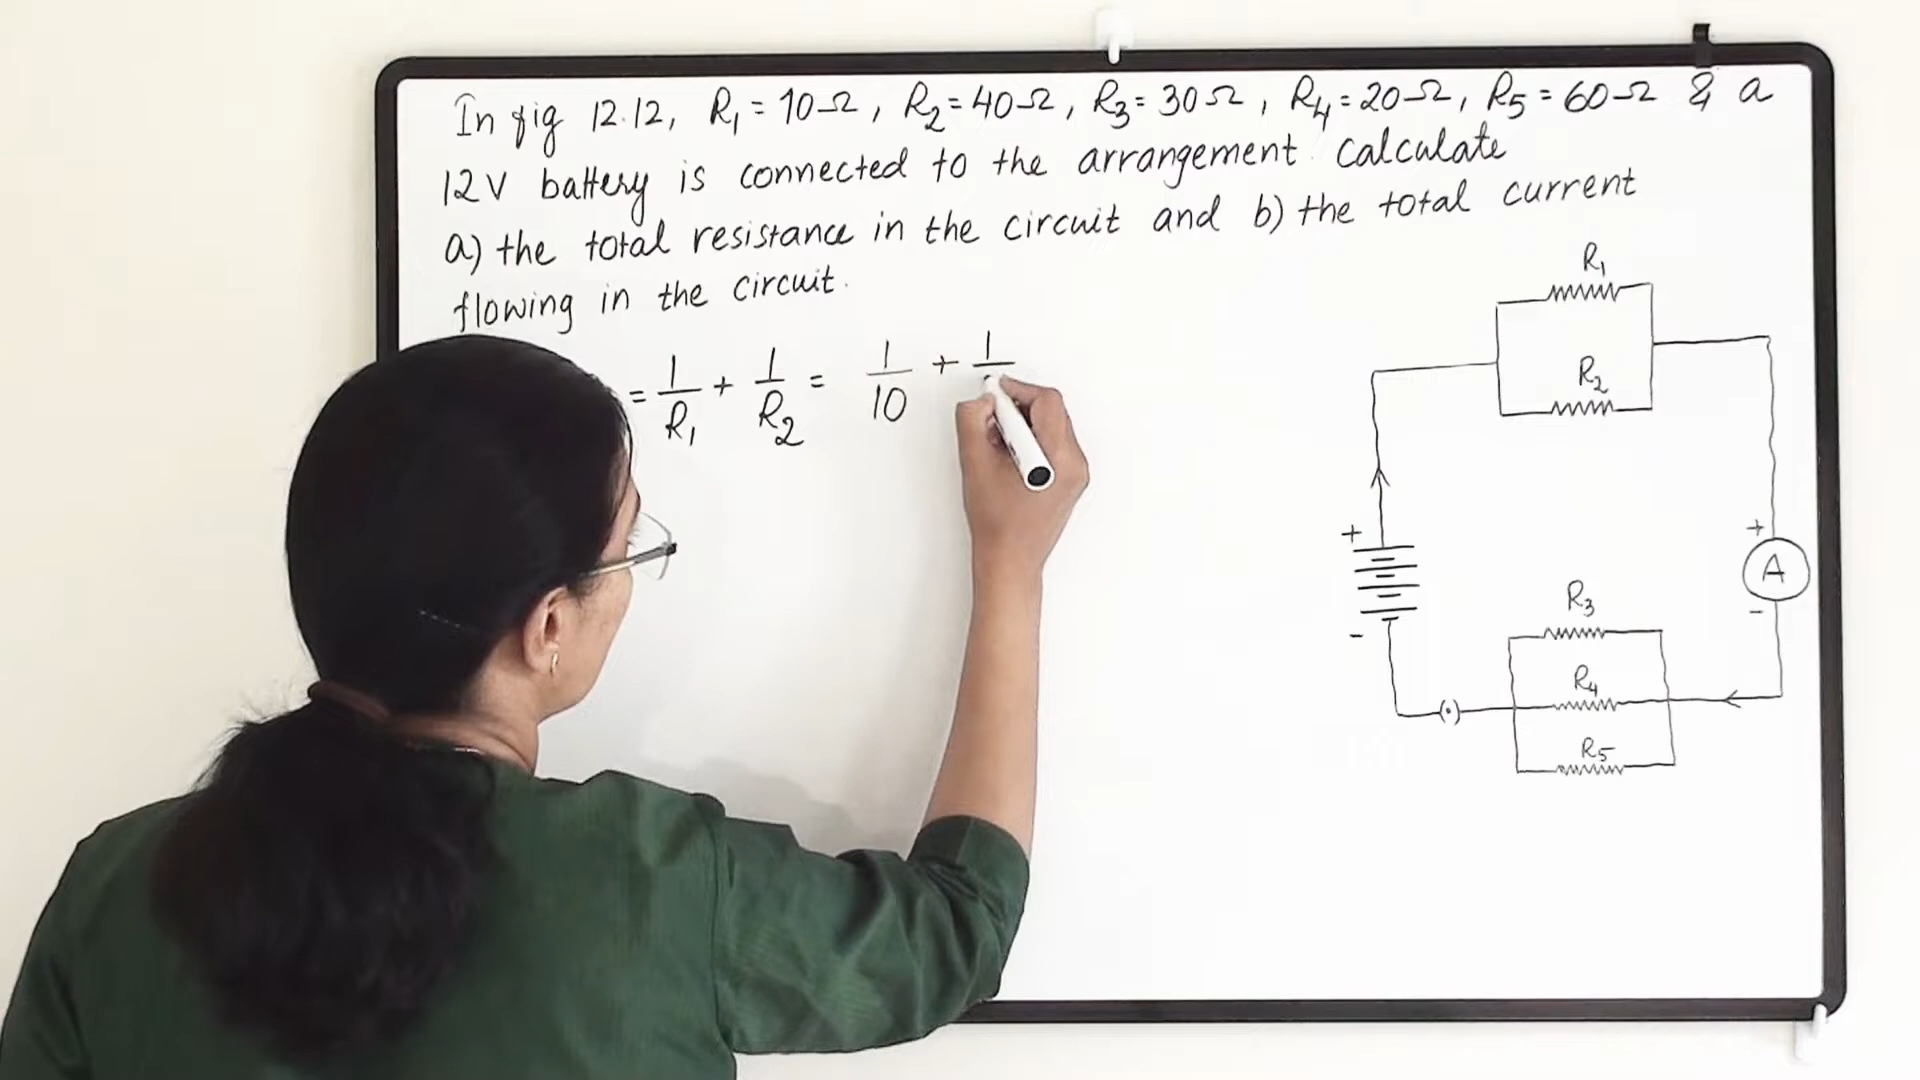 In fig 12.12, R₁ = 10Ω, R₂ = 40Ω, R₃ = 30Ω, R₄ = 20Ω, R₅ = 60Ω & a
12V battery is connected to the arrangement. Calculate
a) the total resistance in the circuit and b) the total current
flowing in the circuit.
= 1/R₁ + 1/R₂ = 1/10 + 1/
R₁
R₂
+
+
A
-
-
R₃
R₄
R₅